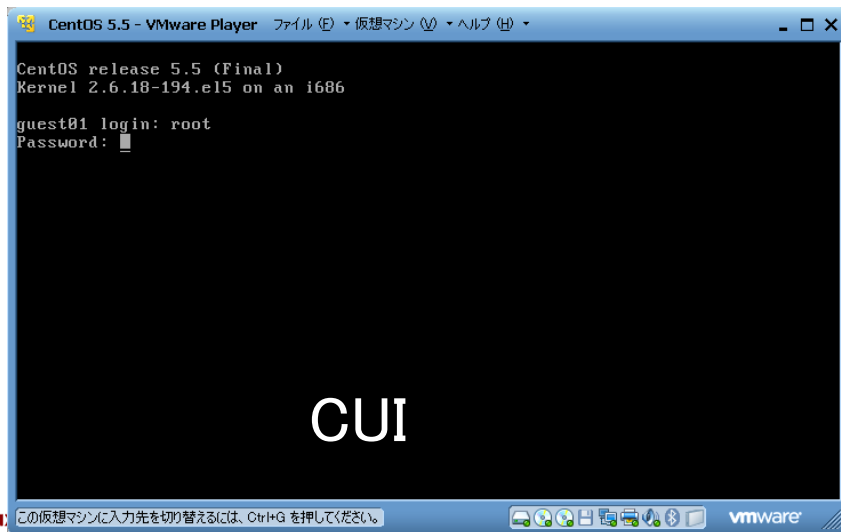 CentOS 5.5 - VMware Player ファイル (F) ▼ 仮想マシン (V) ▼ ヘルプ (H) ▼
CentOS release 5.5 (Final)
Kernel 2.6.18-194.el5 on an i686
guest01 login: root
Password:
CUI
この仮想マシンに入力先を切り替えるには、Ctrl+G を押してください。
vmware